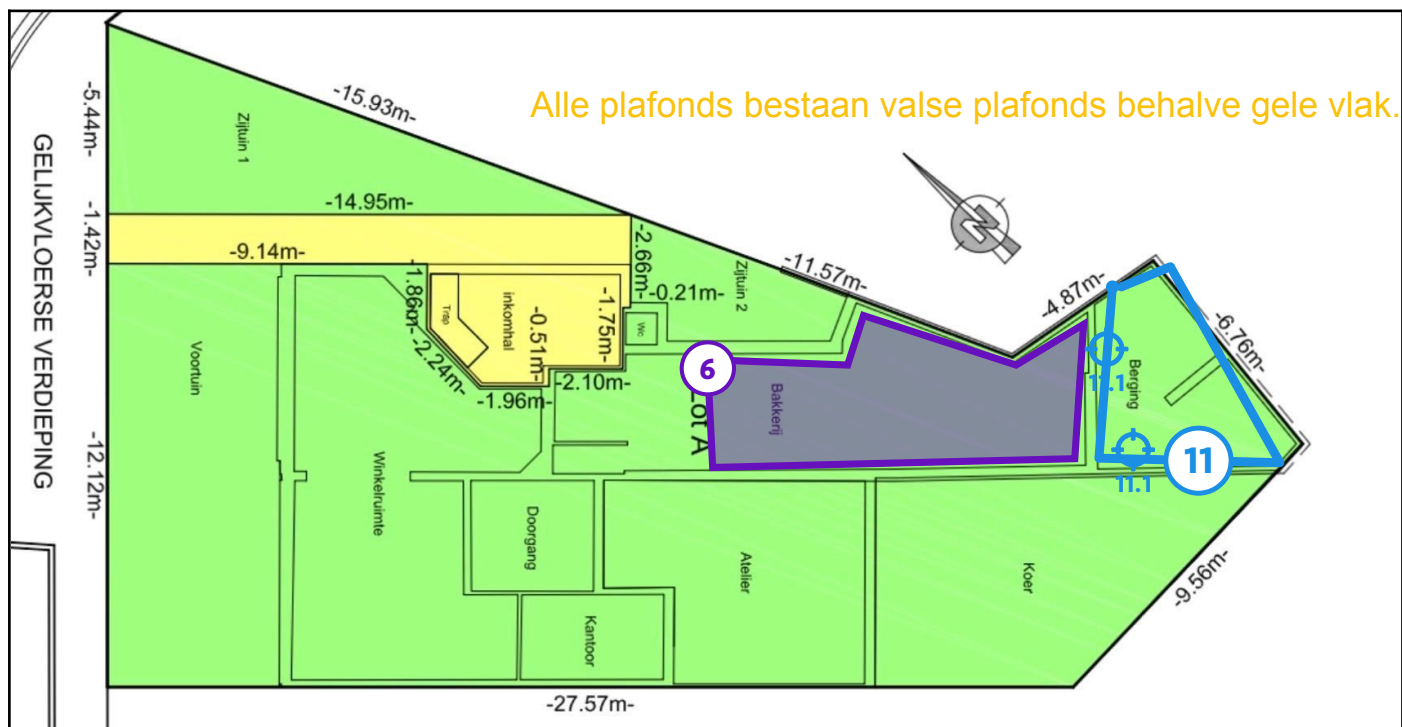 Alle plafonds bestaan valse plafonds behalve gele vlak.
GELIJKVLOERSE VERDIEPING
-5.44m-
-1.42m-
-12.12m-
-15.93m-
Zijtuin 1
-14.95m-
-9.14m-
-2.66m-
Zijtuin 2
-11.57m-
-0.21m-
-1.86m-
Trap
inkomhal
-0.51m-
-1.75m-
Wc
-2.24m-
-1.96m-
-2.10m-
N
-4.87m-
-6.76m-
6
Bakkerij
Lot A
11.1
Berging
11
11.1
Voortuin
Winkelruimte
Doorgang
Kantoor
Atelier
Koer
-9.56m-
-27.57m-